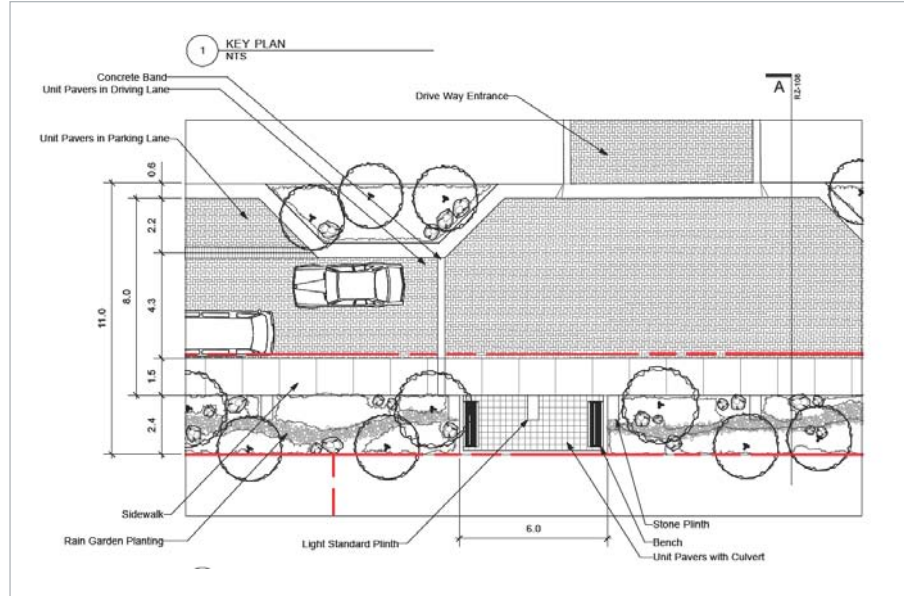 1
KEY PLAN
NTS
Concrete Band
Unit Pavers in Driving Lane
Drive Way Entrance
A
RZ-106
Unit Pavers in Parking Lane
0.6
2.2
4.3
8.0
11.0
1.5
2.4
Sidewalk
Rain Garden Planting
Light Standard Plinth
6.0
Stone Plinth
Bench
Unit Pavers with Culvert